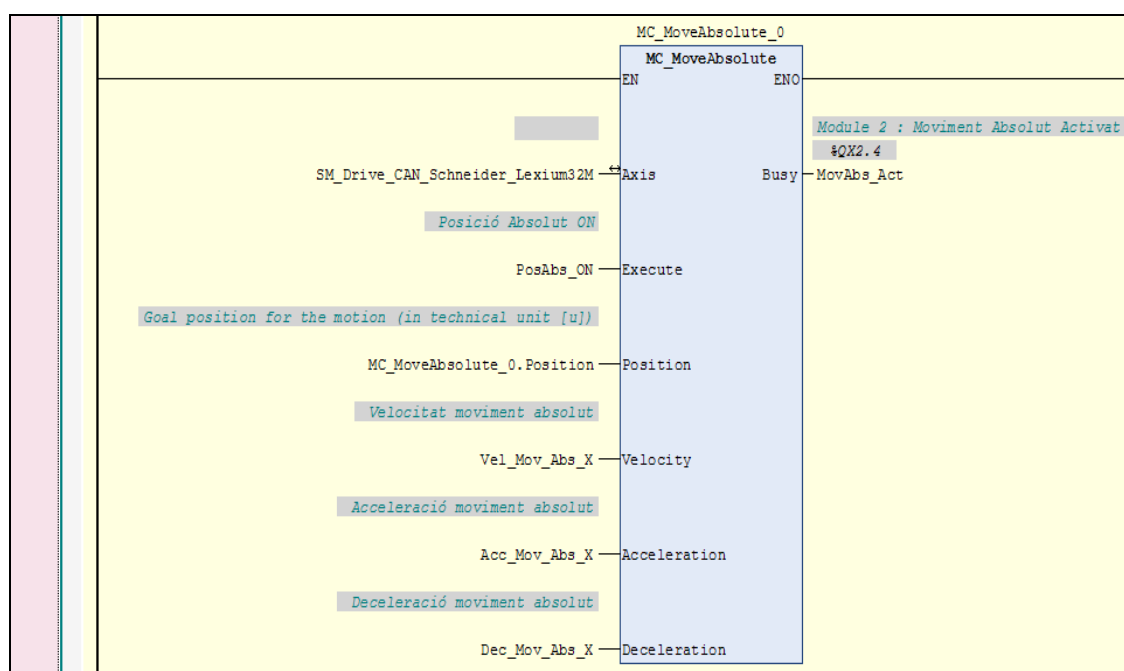 MC_MoveAbsolute_0
MC_MoveAbsolute
EN ENO
Module 2 : Moviment Absolut Activat
%QX2.4
SM_Drive_CAN_Schneider_Lexium32M Axis Busy MovAbs_Act
Posició Absolut ON
PosAbs_ON Execute
Goal position for the motion (in technical unit [u])
MC_MoveAbsolute_0.Position Position
Velocitat moviment absolut
Vel_Mov_Abs_X Velocity
Acceleració moviment absolut
Acc_Mov_Abs_X Acceleration
Deceleració moviment absolut
Dec_Mov_Abs_X Deceleration